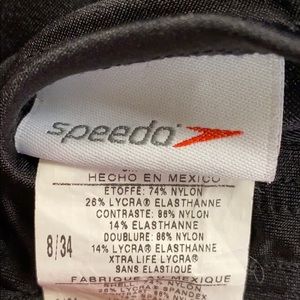 speedo
HECHO EN MEXICO
ÉTOFFE: 74% NYLON
26% LYCRA® ELASTHANNE
CONTRASTE: 86% NYLON
14% ELASTHANNE
DOUBLURE: 86% NYLON
14% LYCRA® ELASTHANNE
XTRA LIFE LYCRA®
SANS ELASTIQUE
8/34
FABRIQUÉ AU MEXIQUE